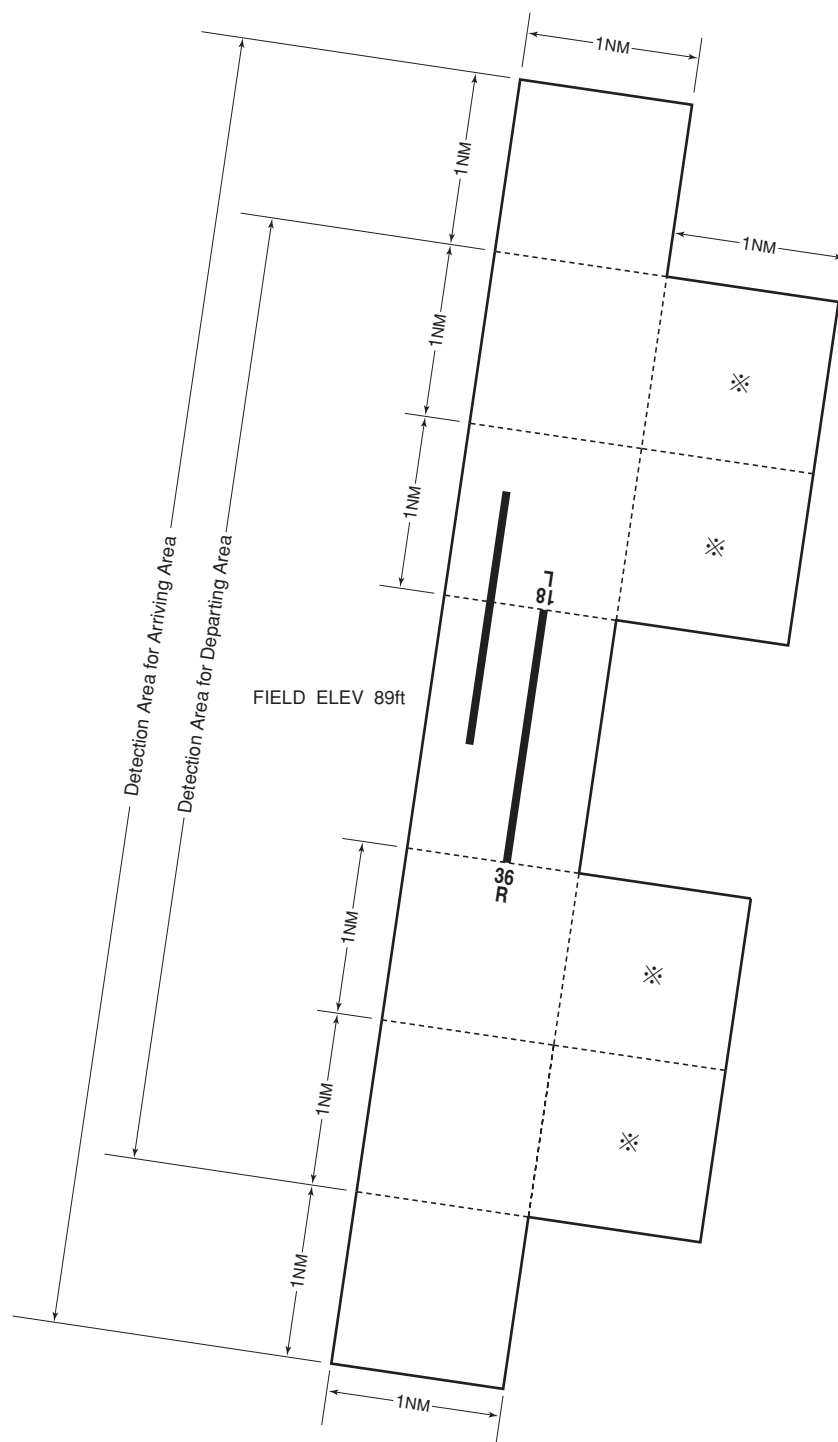 1NM
1NM
1NM
1NM
※
1NM
※
Detection Area for Arriving Area
Detection Area for Departing Area
18
L
FIELD ELEV 89ft
36
R
1NM
※
1NM
※
1NM
1NM